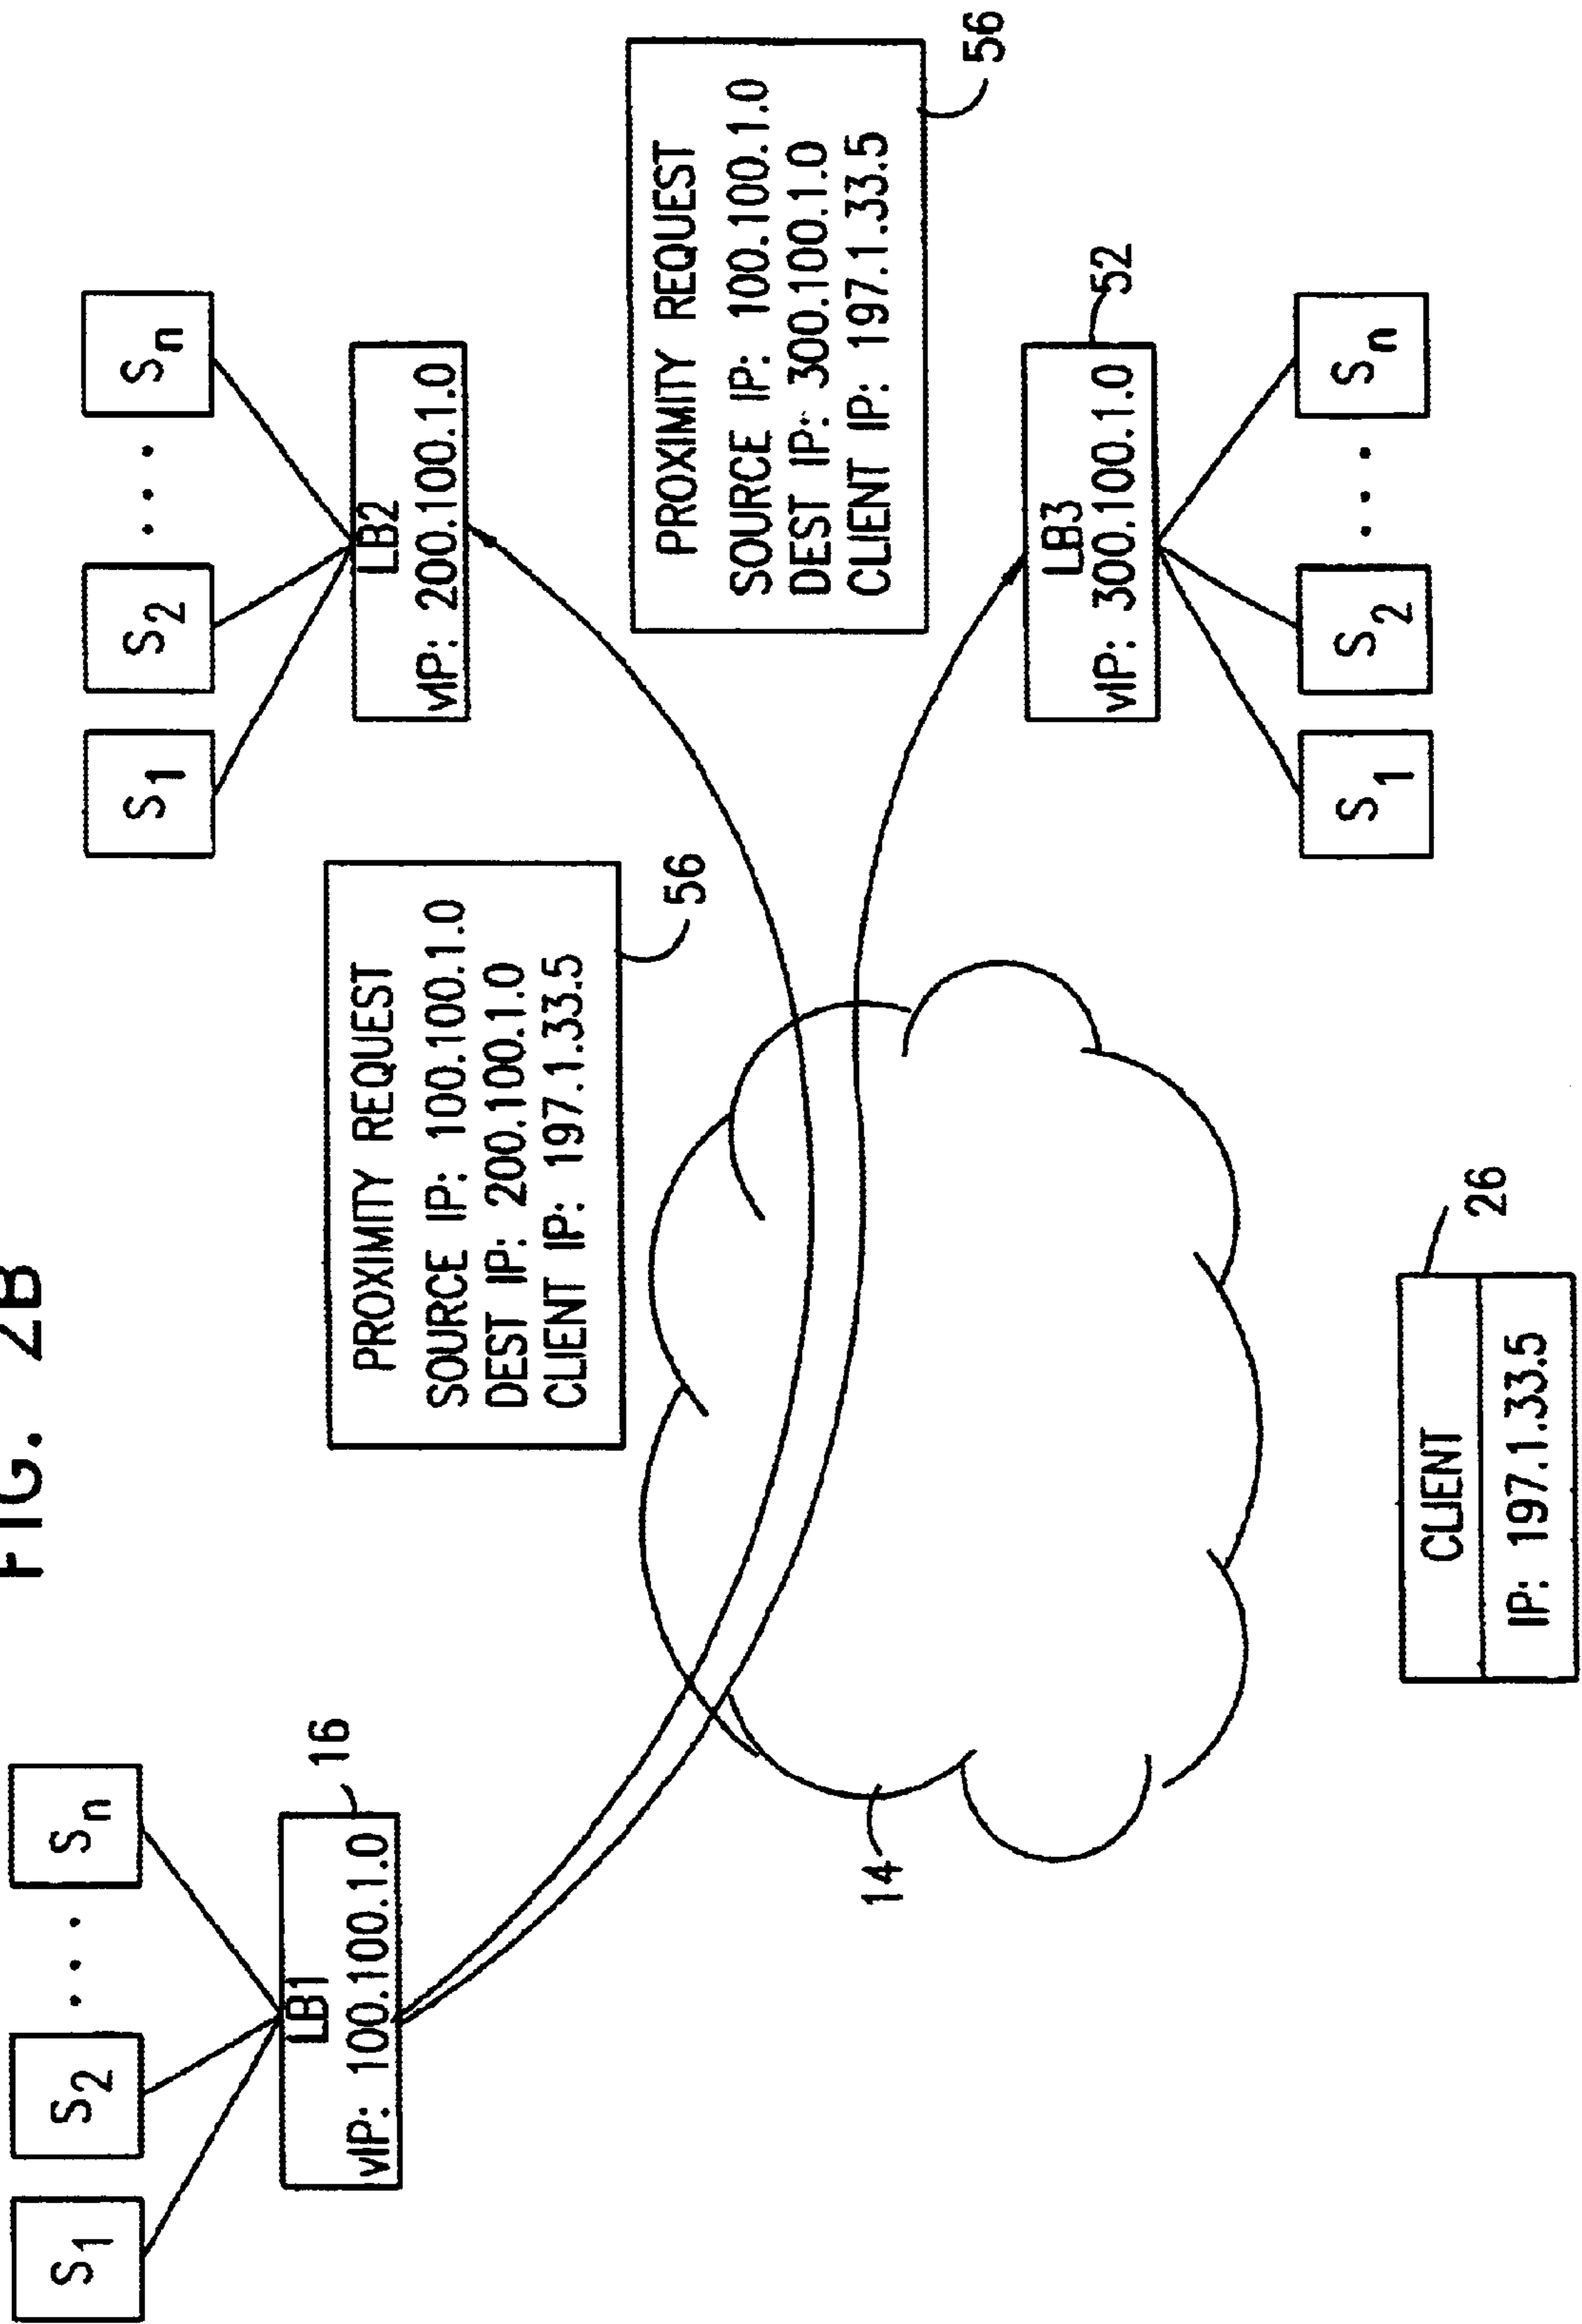 FIG. 2B
S1
S2
. . .
Sn
LB1
vIP: 100.100.1.0
16
PROXIMITY REQUEST
SOURCE IP: 100.100.1.0
DEST IP: 200.100.1.0
CLIENT IP: 197.1.33.5
56
S1
S2
. . .
Sn
LB2
vIP: 200.100.1.0
PROXIMITY REQUEST
SOURCE IP: 100.100.1.0
DEST IP: 300.100.1.0
CLIENT IP: 197.1.33.5
56
14
LB3
vIP: 300.100.1.0
52
S1
S2
. . .
Sn
CLIENT
IP: 197.1.33.5
26